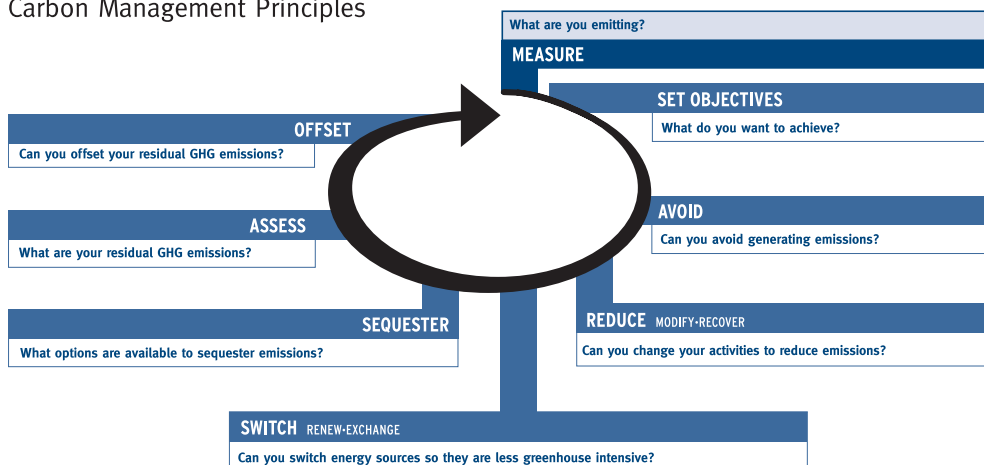 Carbon Management Principles
What are you emitting?
MEASURE
SET OBJECTIVES
What do you want to achieve?
AVOID
Can you avoid generating emissions?
REDUCE MODIFY·RECOVER
Can you change your activities to reduce emissions?
SWITCH RENEW·EXCHANGE
Can you switch energy sources so they are less greenhouse intensive?
SEQUESTER
What options are available to sequester emissions?
ASSESS
What are your residual GHG emissions?
OFFSET
Can you offset your residual GHG emissions?